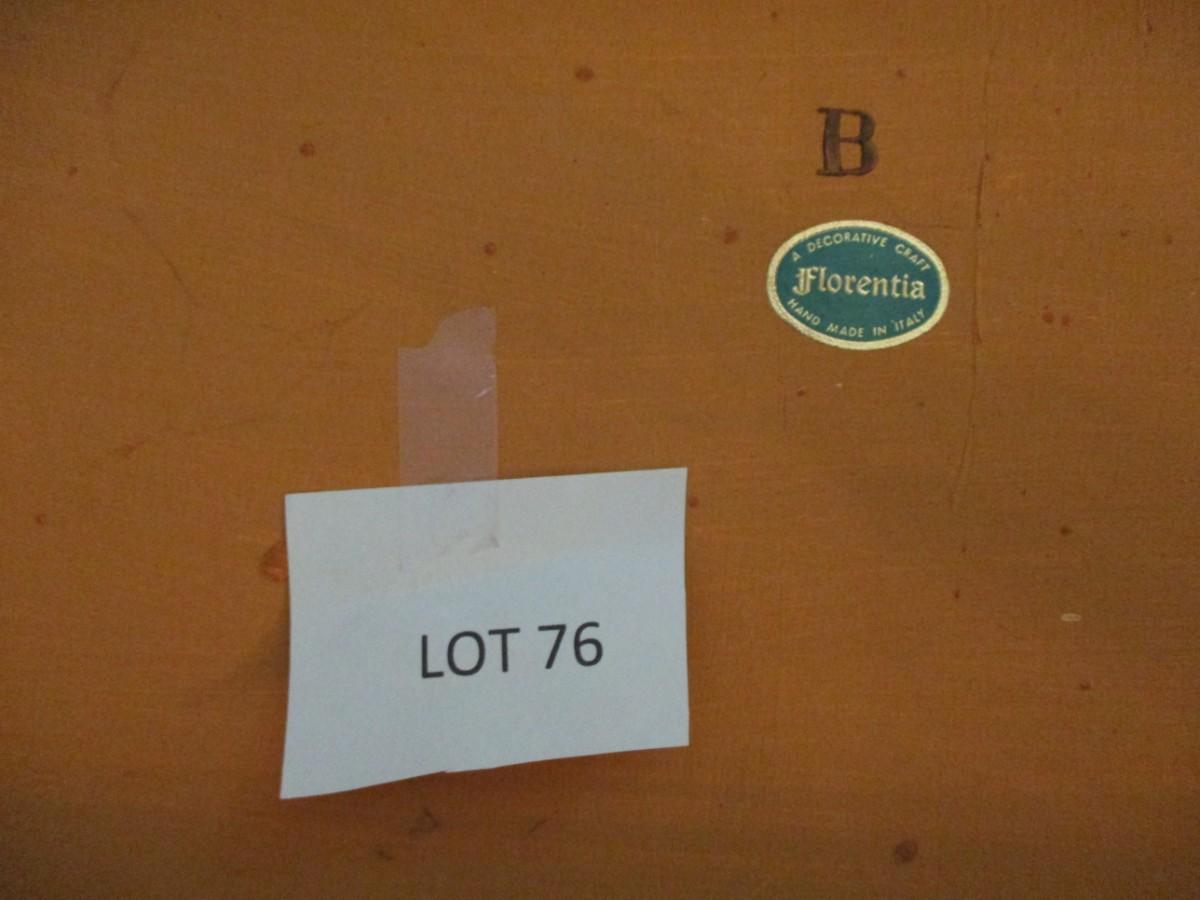 B
A DECORATIVE CRAFT
Florentia
HAND MADE IN ITALY
LOT 76